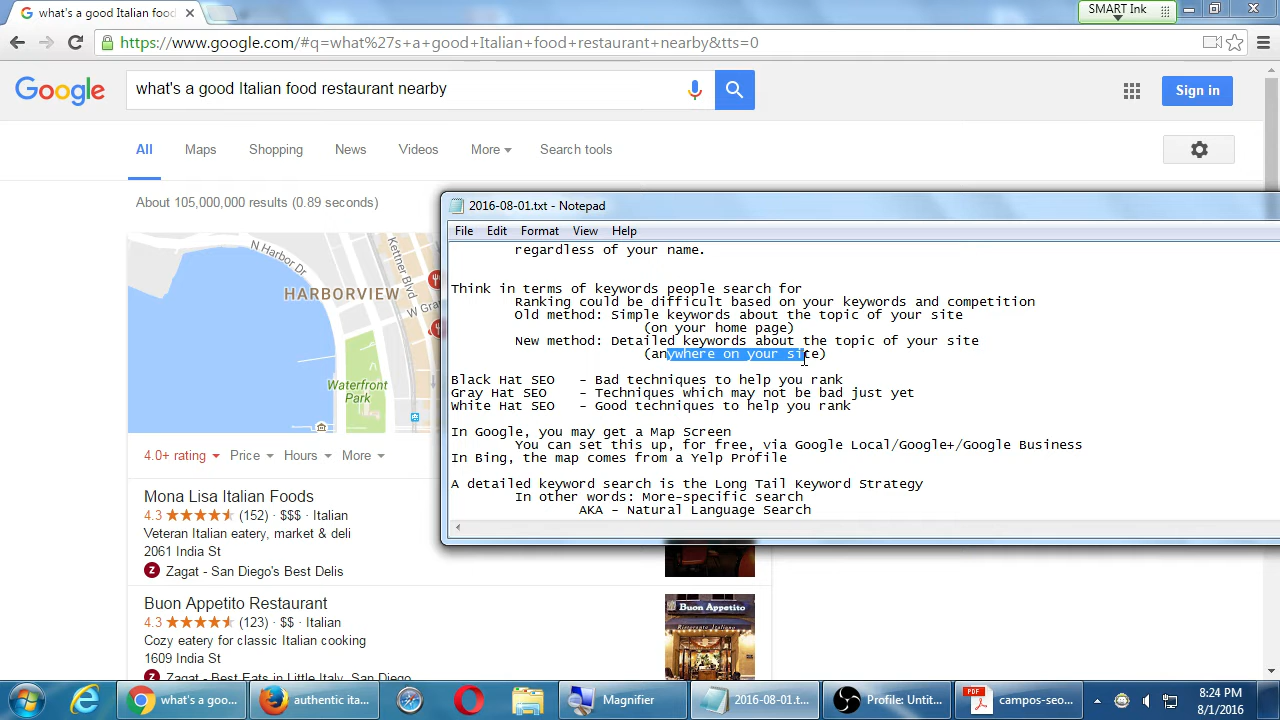 what's a good Italian food
SMART Ink
https://www.google.com/#q=what%27s+a+good+Italian+food+restaurant+nearby&tts=0
Google
what's a good Italian food restaurant nearby
Sign in
All Maps Shopping News Videos More Search tools
About 105,000,000 results (0.89 seconds)
N Harbor Dr
Kettner Blvd
HARBORVIEW
W Gra
Waterfront
Park
4.0+ rating Price Hours More
Mona Lisa Italian Foods
4.3 (152) · $$$ · Italian
Veteran Italian eatery, market & deli
2061 India St
Zagat - San Diego's Best Delis
Buon Appetito Restaurant
4.3 (123) · $$ · Italian
Cozy eatery for classic Italian cooking
1609 India St
Zagat - Best Eats in Little Italy, San Die
Buon Appetito
2016-08-01.txt - Notepad
File Edit Format View Help
regardless of your name.
Think in terms of keywords people search for
Ranking could be difficult based on your keywords and competition
Old method: Simple keywords about the topic of your site
(on your home page)
New method: Detailed keywords about the topic of your site
(anywhere on your site)
Black Hat SEO - Bad techniques to help you rank
Gray Hat SEO - Techniques which may not be bad just yet
White Hat SEO - Good techniques to help you rank
In Google, you may get a Map Screen
You can set this up, for free, via Google Local/Google+/Google Business
In Bing, the map comes from a Yelp Profile
A detailed keyword search is the Long Tail Keyword Strategy
In other words: More-specific search
AKA - Natural Language Search
what's a goo...
authentic ita...
Magnifier
2016-08-01.t...
Profile: Untit...
PDF
campos-seo...
8:24 PM
8/1/2016